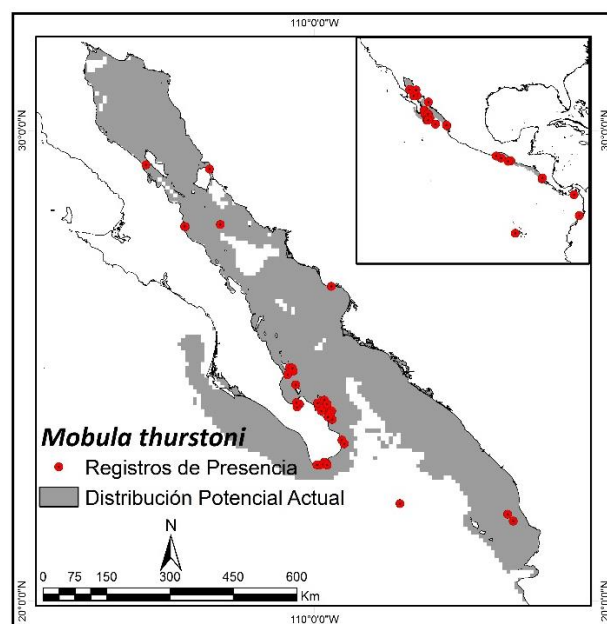 110°0'0"W
30°0'0"N
30°0'0"N
Mobula thurstoni
Registros de Presencia
Distribución Potencial Actual
N
0 75 150 300 450 600
Km
20°0'0"N
20°0'0"N
110°0'0"W